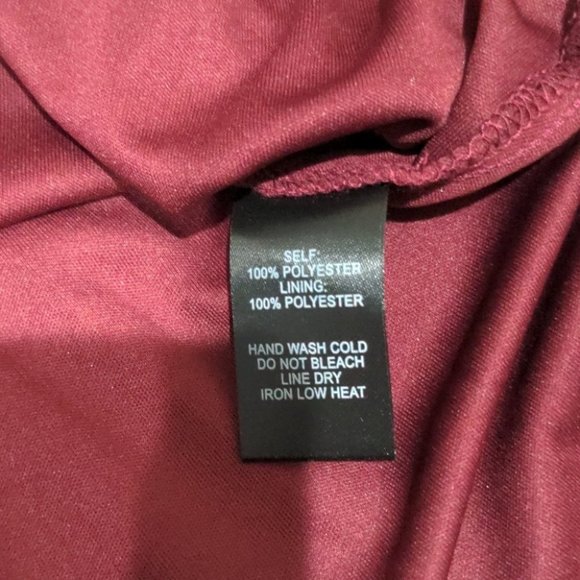 SELF:
100% POLYESTER
LINING:
100% POLYESTER
HAND WASH COLD
DO NOT BLEACH
LINE DRY
IRON LOW HEAT